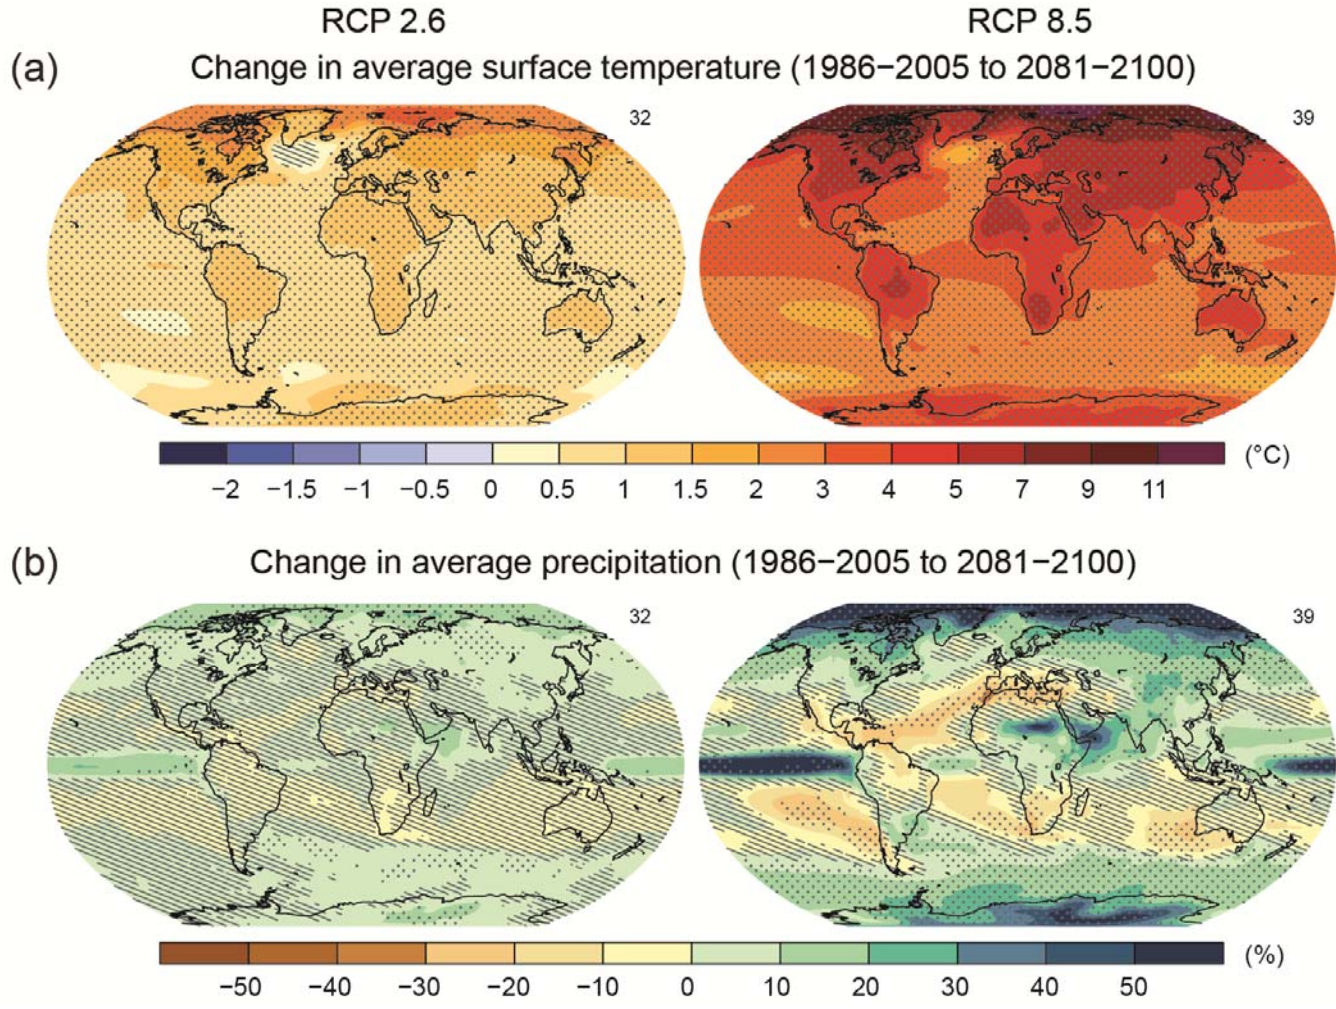 RCP 2.6 RCP 8.5
(a) Change in average surface temperature (1986−2005 to 2081−2100)
32 39
−2 −1.5 −1 −0.5 0 0.5 1 1.5 2 3 4 5 7 9 11 (°C)
(b) Change in average precipitation (1986−2005 to 2081−2100)
32 39
−50 −40 −30 −20 −10 0 10 20 30 40 50 (%)